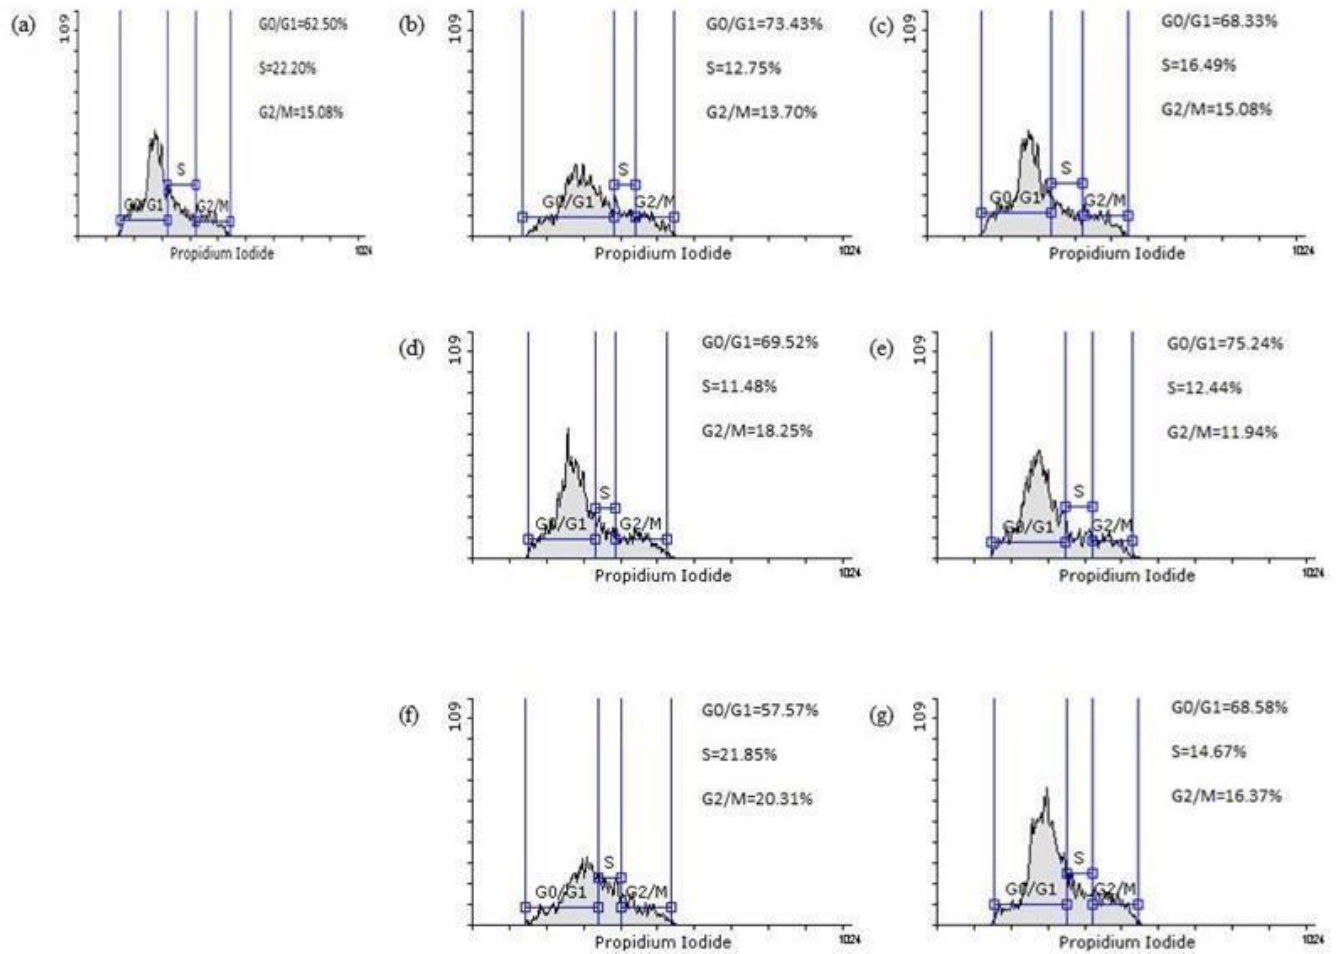 (a)
109
G0/G1=62.50%
S=22.20%
G2/M=15.08%
S
G0/G1
G2/M
1024
Propidium Iodide
(b)
G0/G1=73.43%
S=12.75%
G2/M=13.70%
S
G0/G1
G2/M
1024
Propidium Iodide
(c)
109
G0/G1=68.33%
S=16.49%
G2/M=15.08%
S
G0/G1
G2/M
1024
Propidium Iodide
(d)
G0/G1=69.52%
S=11.48%
G2/M=18.25%
S
G0/G1
G2/M
1024
Propidium Iodide
(e)
109
G0/G1=75.24%
S=12.44%
G2/M=11.94%
S
G0/G1
G2/M
1024
Propidium Iodide
(f)
G0/G1=57.57%
S=21.85%
G2/M=20.31%
S
G0/G1
G2/M
1024
Propidium Iodide
(g)
109
G0/G1=68.58%
S=14.67%
G2/M=16.37%
S
G0/G1
G2/M
1024
Propidium Iodide